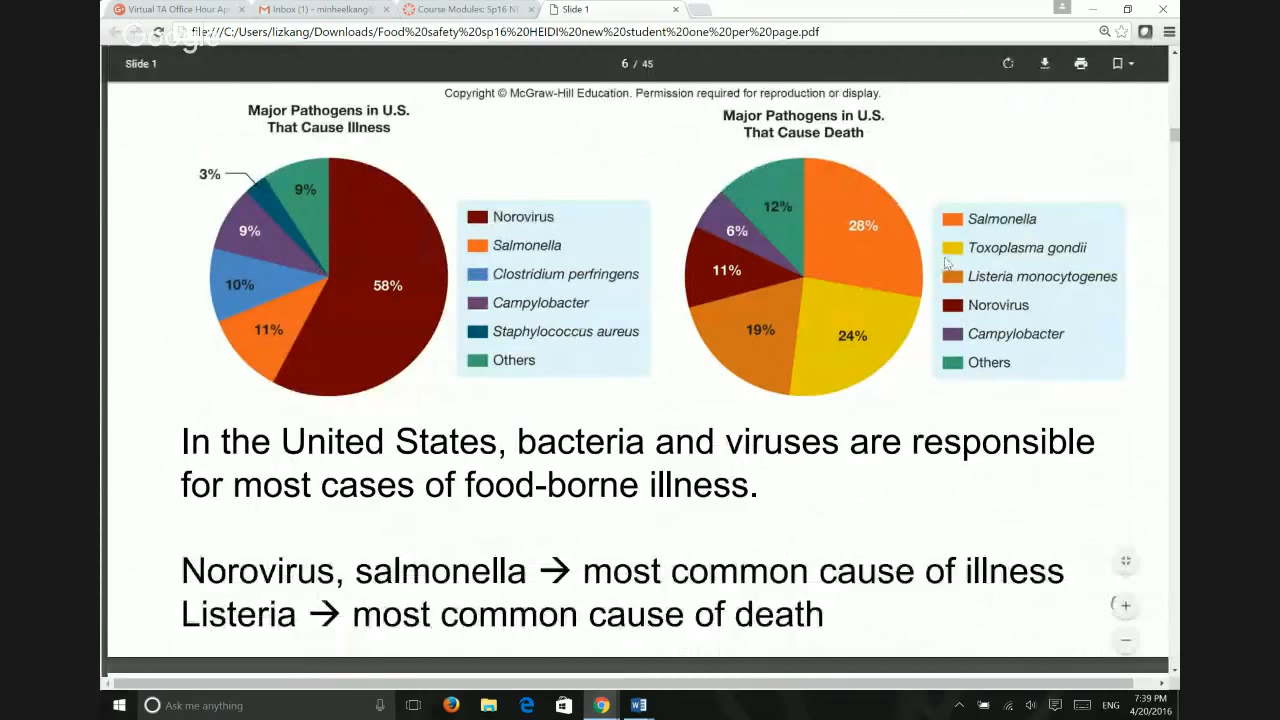 Virtual TA Office Hour Ap
Inbox (1) - minheelkang@
Course Modules: Sp16 N
Slide 1
Google
file:///C:/Users/lizkang/Downloads/Food%20safety%20sp16%20HEIDI%20new%20student%20one%20per%20page.pdf
Slide 1
6 / 45
Copyright © McGraw-Hill Education. Permission required for reproduction or display.
Major Pathogens in U.S.
That Cause Illness
3%
9%
9%
10%
11%
58%
Norovirus
Salmonella
Clostridium perfringens
Campylobacter
Staphylococcus aureus
Others
Major Pathogens in U.S.
That Cause Death
12%
28%
6%
11%
19%
24%
Salmonella
Toxoplasma gondii
Listeria monocytogenes
Norovirus
Campylobacter
Others
In the United States, bacteria and viruses are responsible
for most cases of food-borne illness.
Norovirus, salmonella → most common cause of illness
Listeria → most common cause of death
Ask me anything
ENG
7:39 PM
4/20/2016